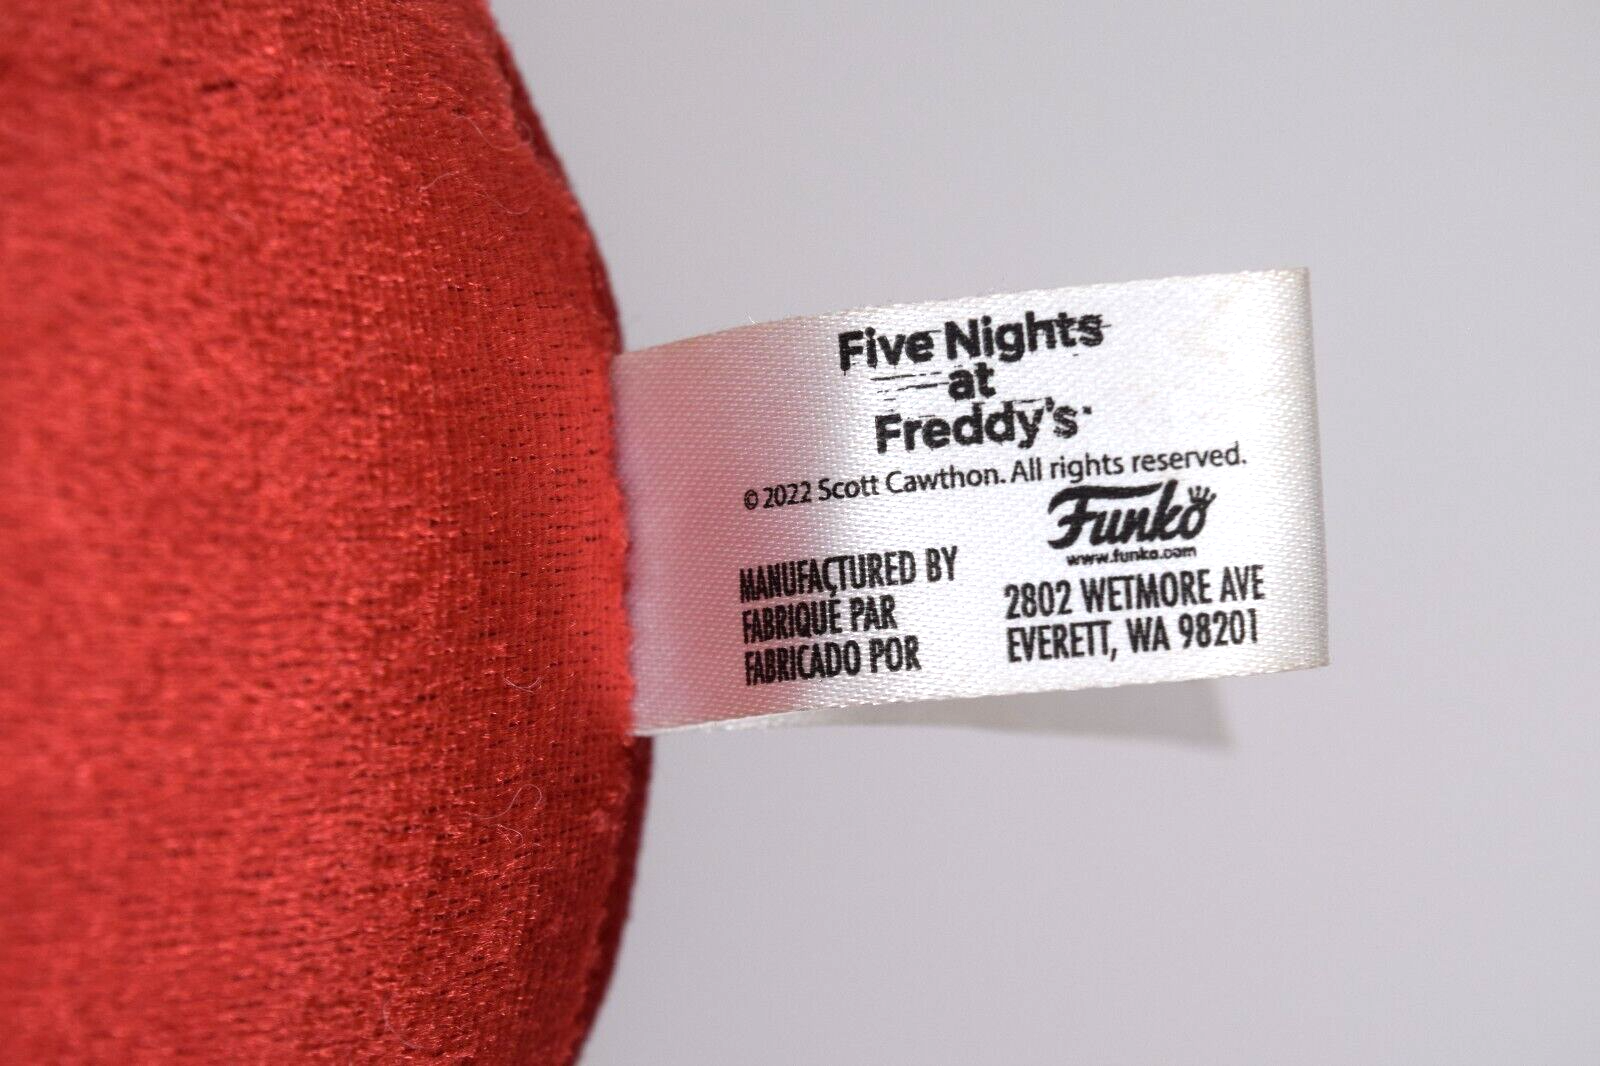 Five Nights
at
Freddy's
© 2022 Scott Cawthon. All rights reserved.
Funko
www.funko.com
MANUFACTURED BY
FABRIQUÉ PAR
FABRICADO POR
2802 WETMORE AVE
EVERETT, WA 98201